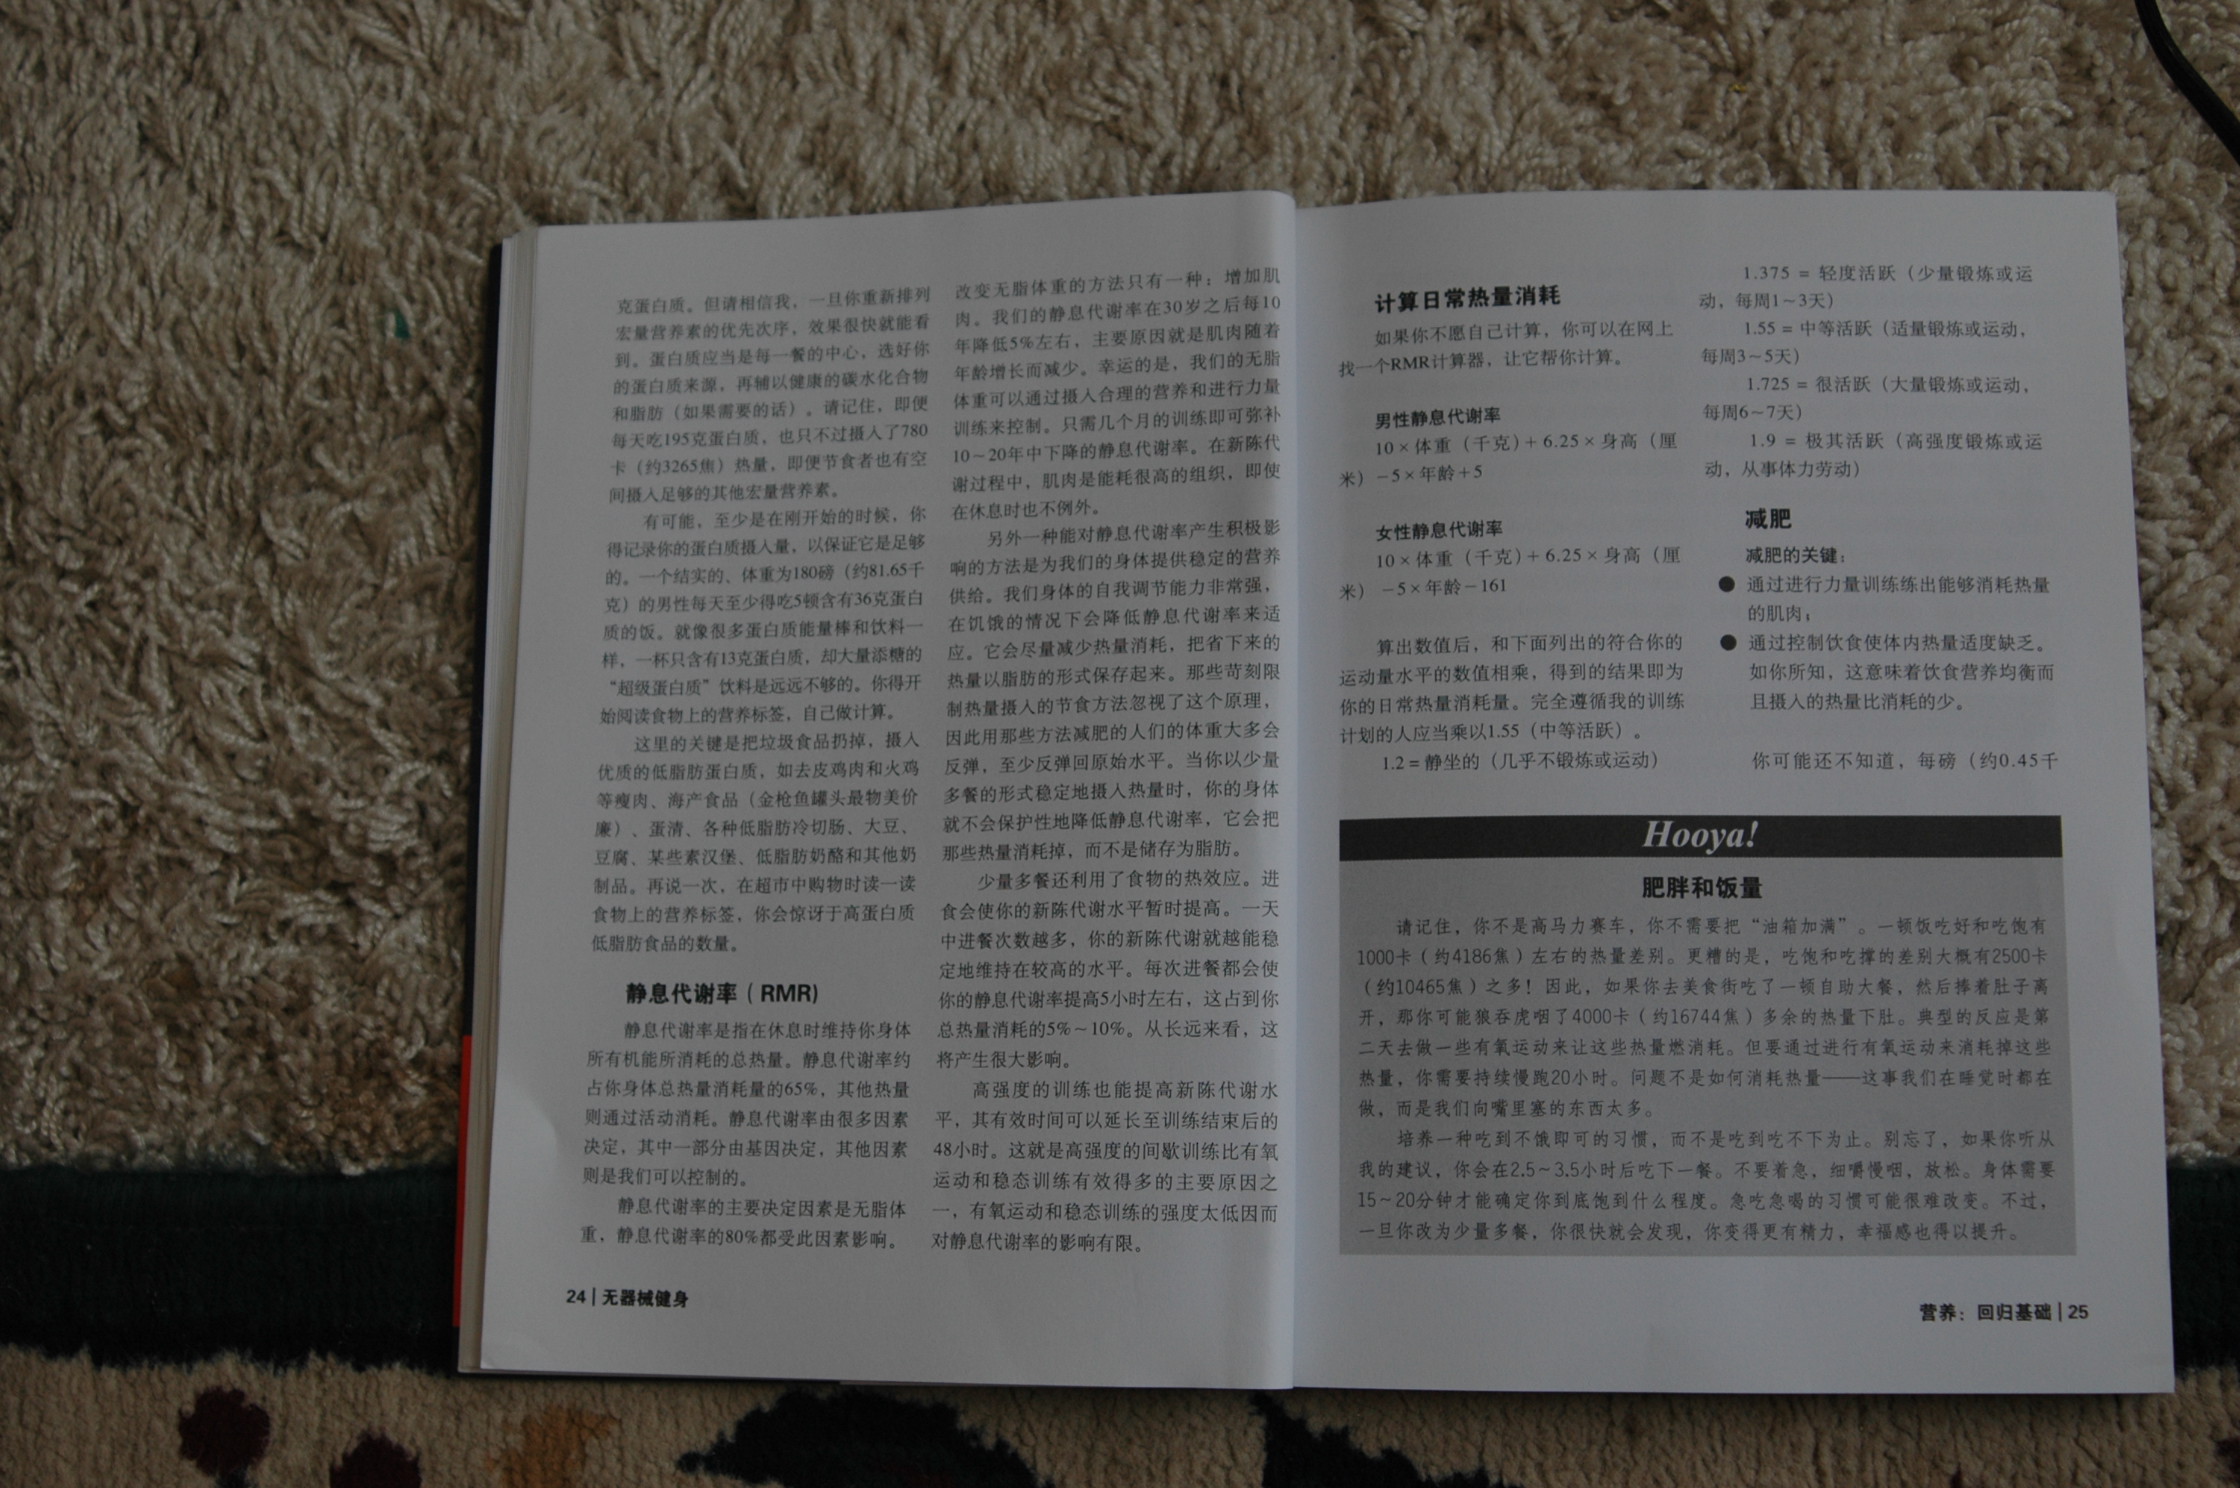 克蛋白质。但请相信我，一旦你重新排列
宏量营养素的优先次序，效果很快就能看
到。蛋白质应当是每一餐的中心，选好你
的蛋白质来源，再辅以健康的碳水化合物
和脂肪（如果需要的话）。请记住，即便
每天吃195克蛋白质，也只不过摄入了780
卡（约3265焦）热量，即便节食者也有空
间摄入足够的其他宏量营养素。
有可能，至少是在刚开始的时候，你
得记录你的蛋白质摄入量，以保证它是足够
的。一个结实的、体重为180磅（约81.65千
克）的男性每天至少得吃5顿含有36克蛋白
质的饭。就像很多蛋白质能量棒和饮料一
样，一杯只含有13克蛋白质，却大量添糖的
“超级蛋白质”饮料是远远不够的。你得开
始阅读食物上的营养标签，自己做计算。
这里的关键是把垃圾食品扔掉，摄入
优质的低脂肪蛋白质，如去皮鸡肉和火鸡
等瘦肉、海产食品（金枪鱼罐头最物美价
廉）、蛋清、各种低脂肪冷切肠、大豆、
豆腐、某些素汉堡、低脂肪奶酪和其他奶
制品。再说一次，在超市中购物时读一读
食物上的营养标签，你会惊讶于高蛋白质
低脂肪食品的数量。
静息代谢率（RMR）
静息代谢率是指在休息时维持你身体
所有机能所消耗的总热量。静息代谢率约
占你身体总热量消耗量的65%，其他热量
则通过活动消耗。静息代谢率由很多因素
决定，其中一部分由基因决定，其他因素
则是我们可以控制的。
静息代谢率的主要决定因素是无脂体
重，静息代谢率的80%都受此因素影响。
改变无脂体重的方法只有一种：增加肌
肉。我们的静息代谢率在30岁之后每10
年降低5%左右，主要原因就是肌肉随着
年龄增长而减少。幸运的是，我们的无脂
体重可以通过摄入合理的营养和进行力量
训练来控制。只需几个月的训练即可弥补
10～20年中下降的静息代谢率。在新陈代
谢过程中，肌肉是能耗很高的组织，即使
在休息时也不例外。
另外一种能对静息代谢率产生积极影
响的方法是为我们的身体提供稳定的营养
供给。我们身体的自我调节能力非常强，
在饥饿的情况下会降低静息代谢率来适
应。它会尽量减少热量消耗，把省下来的
热量以脂肪的形式保存起来。那些苛刻限
制热量摄入的节食方法忽视了这个原理，
因此用那些方法减肥的人们的体重大多会
反弹，至少反弹回原始水平。当你以少量
多餐的形式稳定地摄入热量时，你的身体
就不会保护性地降低静息代谢率，它会把
那些热量消耗掉，而不是储存为脂肪。
少量多餐还利用了食物的热效应。进
食会使你的新陈代谢水平暂时提高。一天
中进餐次数越多，你的新陈代谢就越能稳
定地维持在较高的水平。每次进餐都会使
你的静息代谢率提高5小时左右，这占到你
总热量消耗的5%～10%。从长远来看，这
将产生很大影响。
高强度的训练也能提高新陈代谢水
平，其有效时间可以延长至训练结束后的
48小时。这就是高强度的间歇训练比有氧
运动和稳态训练有效得多的主要原因之
一，有氧运动和稳态训练的强度太低因而
对静息代谢率的影响有限。
24|无器械健身
计算日常热量消耗
如果你不愿自己计算，你可以在网上
找一个RMR计算器，让它帮你计算。
男性静息代谢率
10×体重（千克）+6.25×身高（厘
米）－5×年龄+5
女性静息代谢率
10×体重（千克）+6.25×身高（厘
米）－5×年龄－161
算出数值后，和下面列出的符合你的
运动量水平的数值相乘，得到的结果即为
你的日常热量消耗量。完全遵循我的训练
计划的人应当乘以1.55（中等活跃）。
1.2 = 静坐的（几乎不锻炼或运动）
1.375 = 轻度活跃（少量锻炼或运
动，每周1～3天）
1.55 = 中等活跃（适量锻炼或运动，
每周3～5天）
1.725 = 很活跃（大量锻炼或运动，
每周6～7天）
1.9 = 极其活跃（高强度锻炼或运
动，从事体力劳动）
减肥
减肥的关键：
● 通过进行力量训练练出能够消耗热量
的肌肉；
● 通过控制饮食使体内热量适度缺乏。
如你所知，这意味着饮食营养均衡而
且摄入的热量比消耗的少。
你可能还不知道，每磅（约0.45千
Hooya!
肥胖和饭量
请记住，你不是高马力赛车，你不需要把“油箱加满”。一顿饭吃好和吃饱有
1000卡（约4186焦）左右的热量差别。更糟的是，吃饱和吃撑的差别大概有2500卡
（约10465焦）之多！因此，如果你去美食街吃了一顿自助大餐，然后捧着肚子离
开，那你可能狼吞虎咽了4000卡（约16744焦）多余的热量下肚。典型的反应是第
二天去做一些有氧运动来让这些热量燃消耗。但要通过进行有氧运动来消耗掉这些
热量，你需要持续慢跑20小时。问题不是如何消耗热量——这事我们在睡觉时都在
做，而是我们向嘴里塞的东西太多。
培养一种吃到不饿即可的习惯，而不是吃到吃不下为止。别忘了，如果你听从
我的建议，你会在2.5～3.5小时后吃下一餐。不要着急，细嚼慢咽，放松。身体需要
15～20分钟才能确定你到底饱到什么程度。急吃急喝的习惯可能很难改变。不过，
一旦你改为少量多餐，你很快就会发现，你变得更有精力，幸福感也得以提升。
营养：回归基础|25